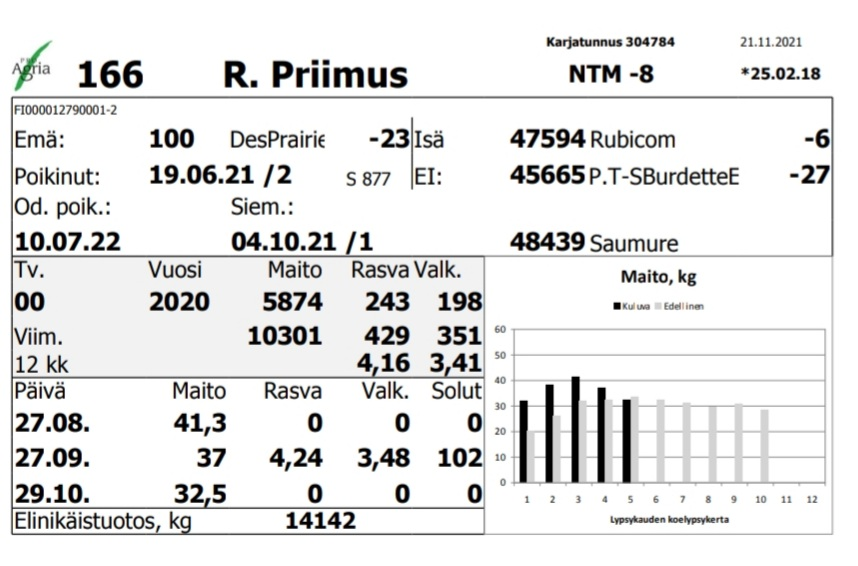 Karjatunnus 304784 21.11.2021
PRO
Agria 166 R. Priimus NTM -8 *25.02.18
FI000012790001-2
Emä: 100 DesPrairie -23 Isä 47594 Rubicom -6
Poikinut: 19.06.21 /2 S 877 EI: 45665 P.T-SBurdetteE -27
Od. poik.: Siem.:
10.07.22 04.10.21 /1 48439 Saumure
Tv. Vuosi Maito Rasva Valk.
00 2020 5874 243 198
Viim. 10301 429 351
12 kk 4,16 3,41
Päivä Maito Rasva Valk. Solut
27.08. 41,3 0 0 0
27.09. 37 4,24 3,48 102
29.10. 32,5 0 0 0
Elinikäistuotos, kg 14142
Maito, kg
Kuluva Edellinen
60
50
40
30
20
10
0
1 2 3 4 5 6 7 8 9 10 11 12
Lypsykauden koelypsykerta